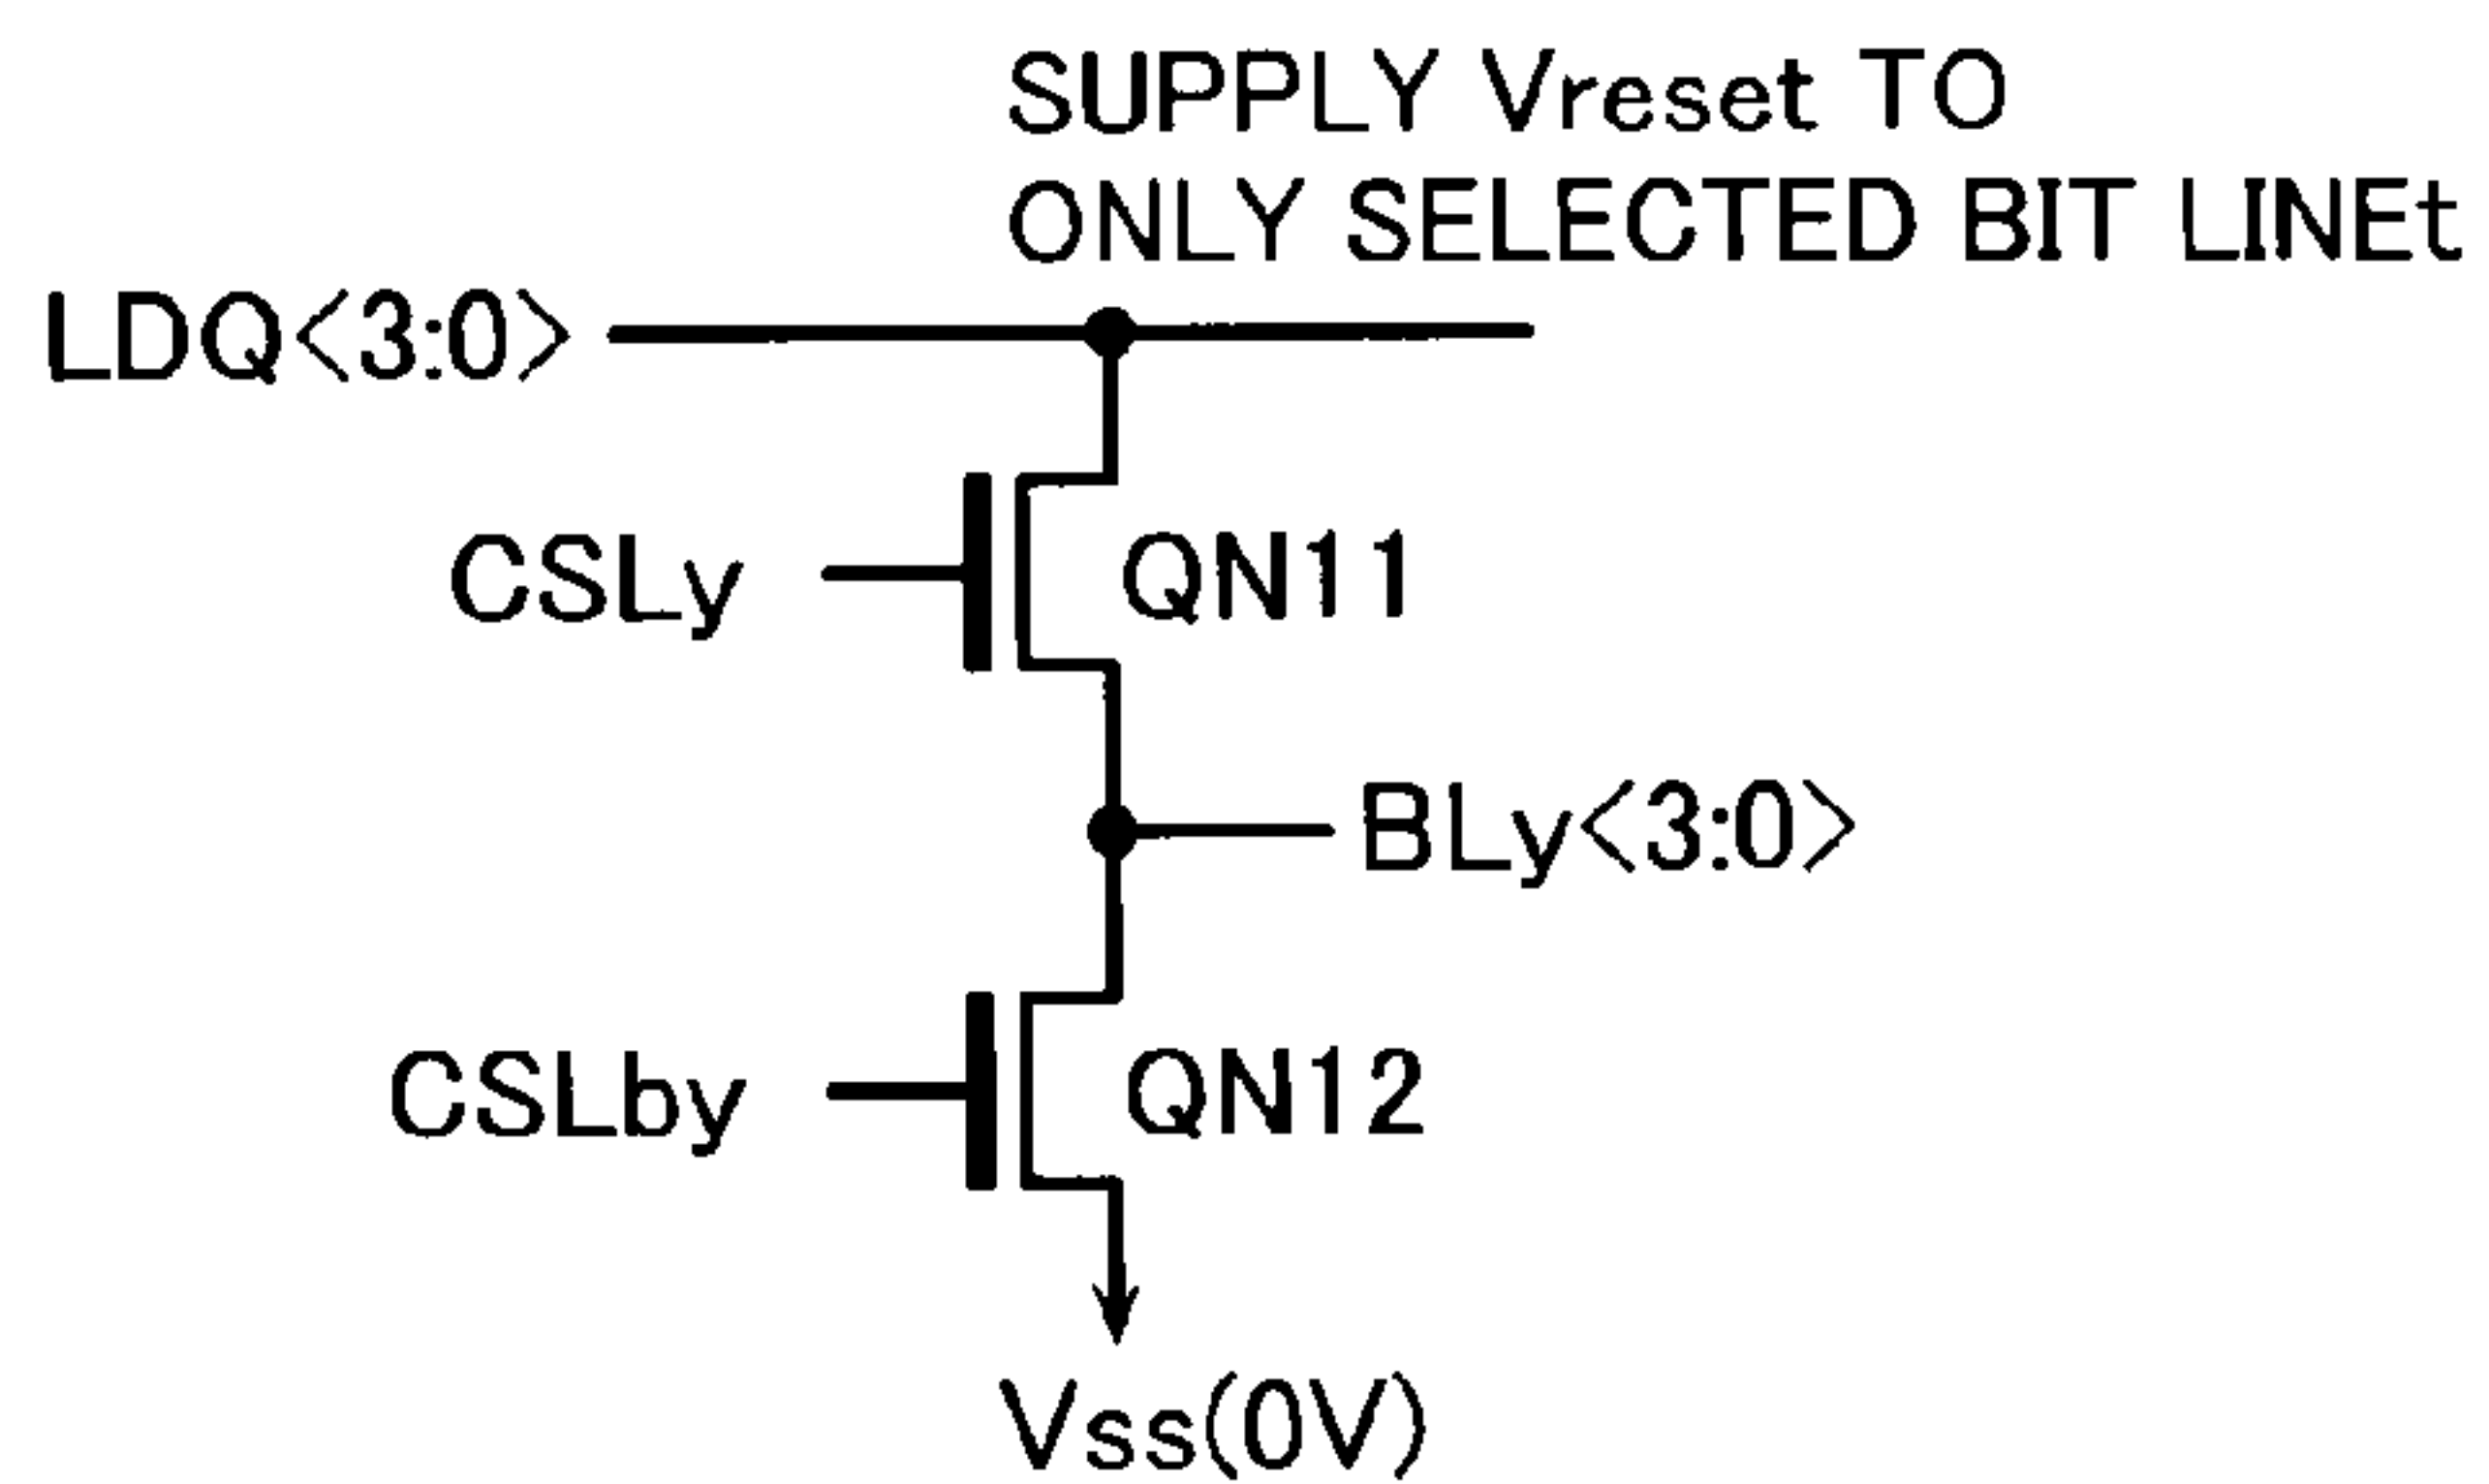 SUPPLY Vreset TO
ONLY SELECTED BIT LINEt
LDQ<3:0>
CSLy
QN11
BLy<3:0>
CSLby
QN12
Vss(0V)